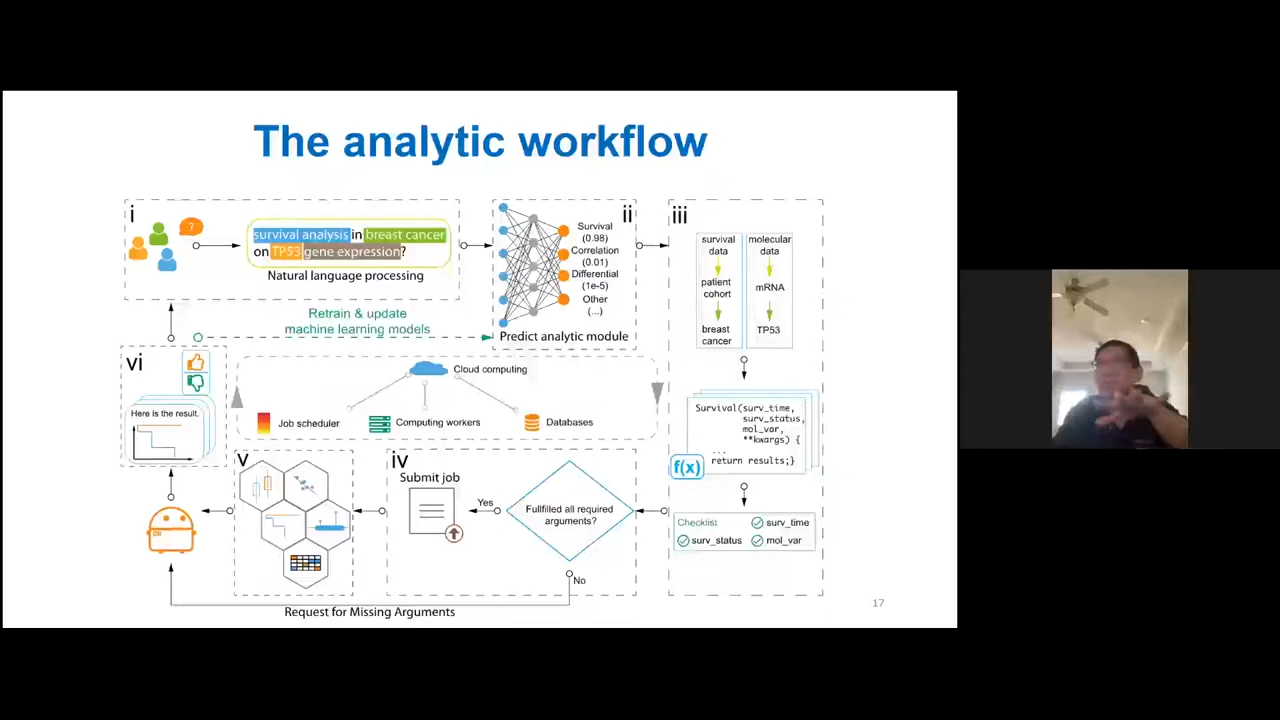 The analytic workflow
i
?
survival analysis in breast cancer
on TP53 gene expression?
Natural language processing
ii
Survival
(0.98)
Correlation
(0.01)
Differential
(1e-5)
Other
(...)
Predict analytic module
iii
survival
data
patient
cohort
breast
cancer
molecular
data
mRNA
TP53
Survival(surv_time,
surv_status,
mol_var,
**kwargs) {
...
return results;}
f(x)
Checklist
surv_time
surv_status
mol_var
Retrain & update
machine learning models
Cloud computing
Job scheduler
Computing workers
Databases
iv
Submit job
Yes
Fullfilled all required
arguments?
No
v
vi
Here is the result.
Request for Missing Arguments
17